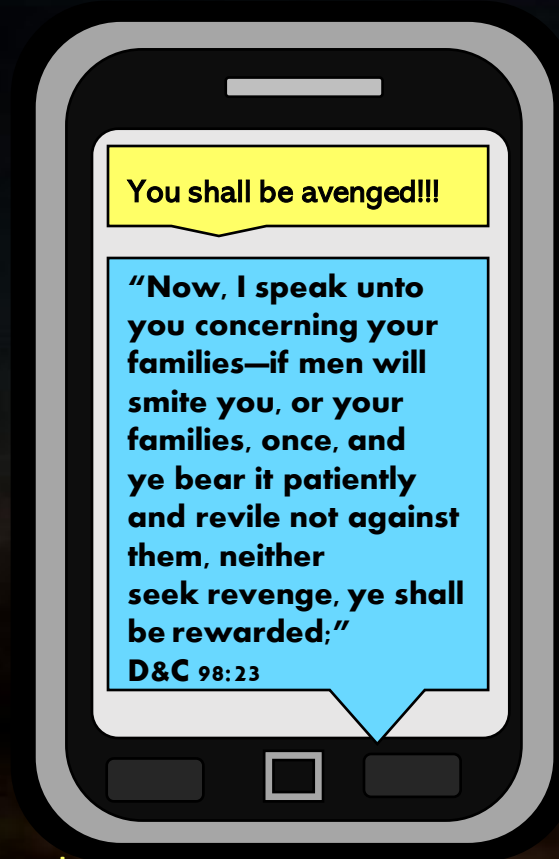 You shall be avenged!!!
“Now, I speak unto
you concerning your
families—if men will
smite you, or your
families, once, and
ye bear it patiently
and revile not against
them, neither
seek revenge, ye shall
be rewarded;”
D&C 98:23